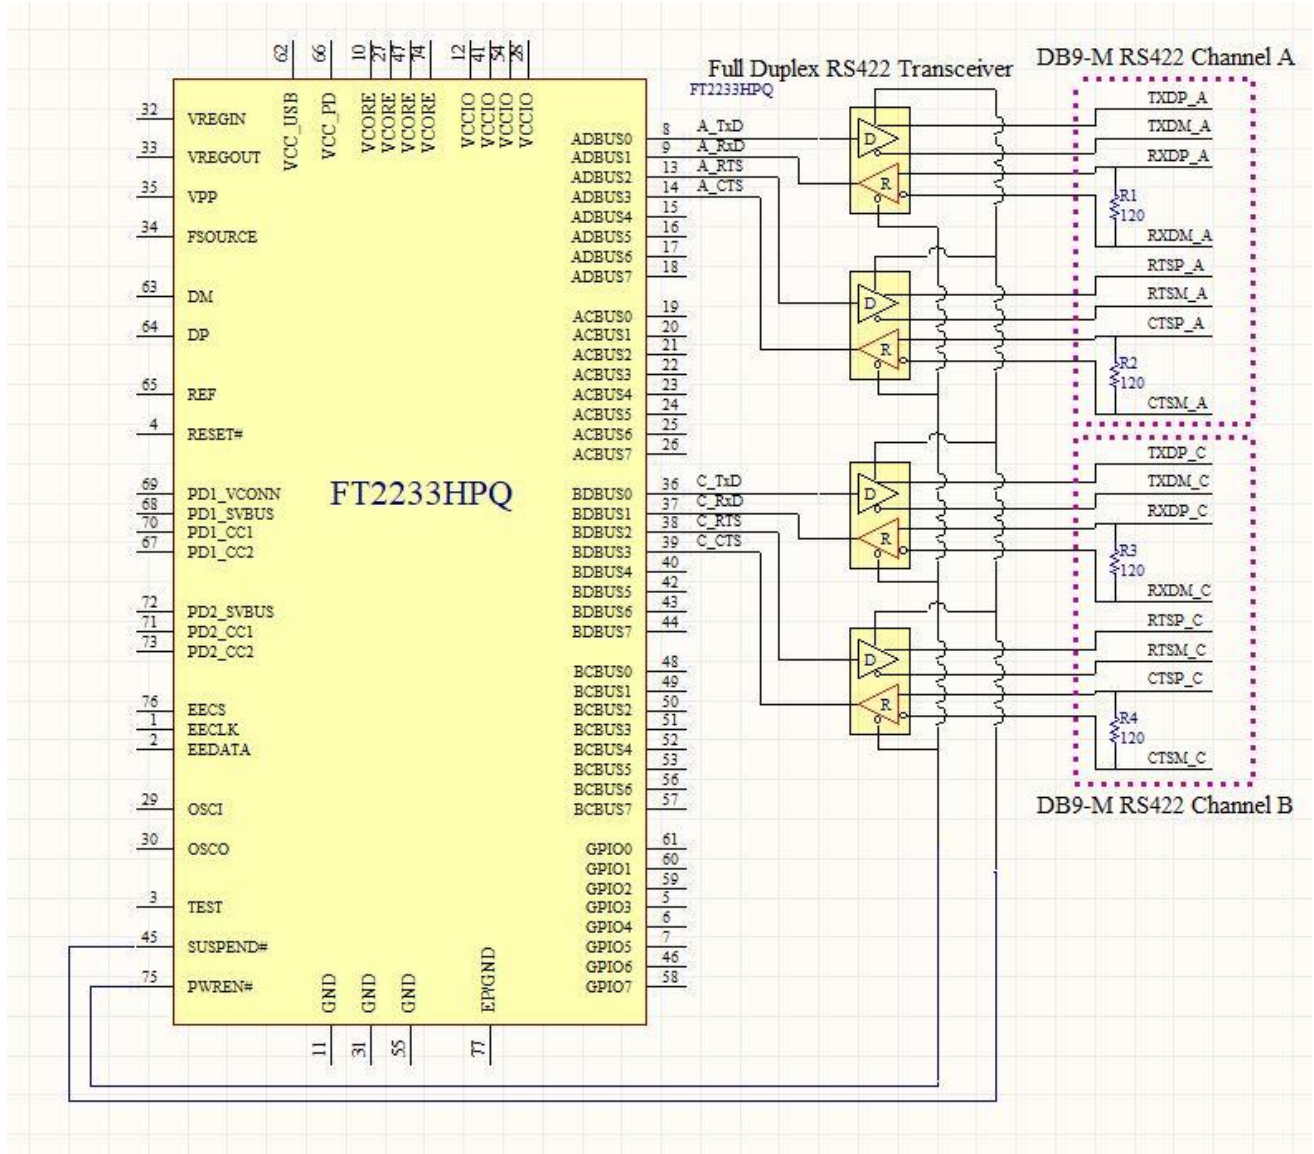 Full Duplex RS422 Transceiver
FT2233HPQ
DB9-M RS422 Channel A
62
66
10
27
47
74
12
41
54
28
VCC_USB
VCC_PD
VCORE
VCORE
VCORE
VCORE
VCCIO
VCCIO
VCCIO
VCCIO
32 VREGIN
33 VREGOUT
35 VPP
34 FSOURCE
63 DM
64 DP
65 REF
4 RESET#
69 PD1_VCONN
68 PD1_SVBUS
70 PD1_CC1
67 PD1_CC2
72 PD2_SVBUS
71 PD2_CC1
73 PD2_CC2
76 EECS
1 EECLK
2 EEDATA
29 OSCI
30 OSCO
3 TEST
45 SUSPEND#
75 PWREN#
FT2233HPQ
GND
GND
GND
EP/GND
11
31
55
77
ADBUS0 8 A_TxD
ADBUS1 9 A_RxD
ADBUS2 13 A_RTS
ADBUS3 14 A_CTS
ADBUS4 15
ADBUS5 16
ADBUS6 17
ADBUS7 18
ACBUS0 19
ACBUS1 20
ACBUS2 21
ACBUS3 22
ACBUS4 23
ACBUS5 24
ACBUS6 25
ACBUS7 26
BDBUS0 36 C_TxD
BDBUS1 37 C_RxD
BDBUS2 38 C_RTS
BDBUS3 39 C_CTS
BDBUS4 40
BDBUS5 42
BDBUS6 43
BDBUS7 44
BCBUS0 48
BCBUS1 49
BCBUS2 50
BCBUS3 51
BCBUS4 52
BCBUS5 53
BCBUS6 56
BCBUS7 57
GPIO0 61
GPIO1 60
GPIO2 59
GPIO3 5
GPIO4 6
GPIO5 7
GPIO6 46
GPIO7 58
D
R
D
R
D
R
D
R
TXDP_A
TXDM_A
RXDP_A
R1
120
RXDM_A
RTSP_A
RTSM_A
CTSP_A
R2
120
CTSM_A
TXDP_C
TXDM_C
RXDP_C
R3
120
RXDM_C
RTSP_C
RTSM_C
CTSP_C
R4
120
CTSM_C
DB9-M RS422 Channel B